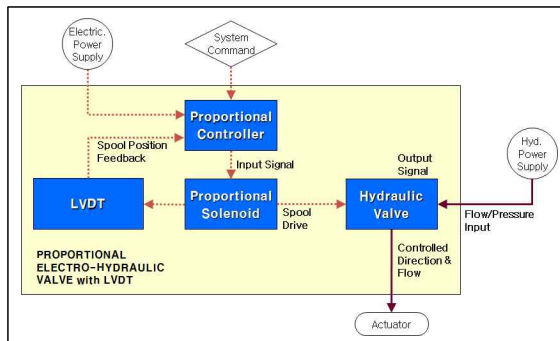 Electric.
Power
Supply
System
Command
Proportional
Controller
Spool Position
Feedback
Input Signal
Output
Signal
Hyd.
Power
Supply
LVDT
Proportional
Solenoid
Spool
Drive
Hydraulic
Valve
Flow/Pressure
Input
PROPORTIONAL
ELECTRO-HYDRAULIC
VALVE with LVDT
Controlled
Direction &
Flow
Actuator